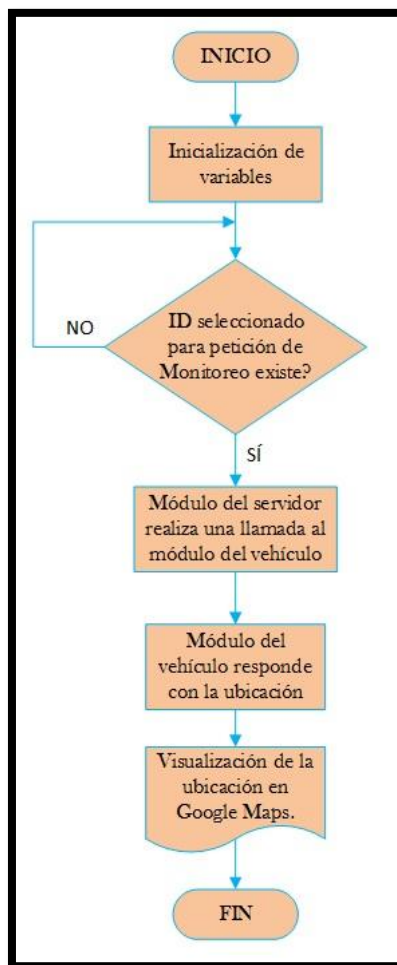 INICIO
Inicialización de
variables
ID seleccionado
para petición de
Monitoreo existe?
NO
SÍ
Módulo del servidor
realiza una llamada al
módulo del vehículo
Módulo del
vehículo responde
con la ubicación
Visualización de la
ubicación en
Google Maps.
FIN